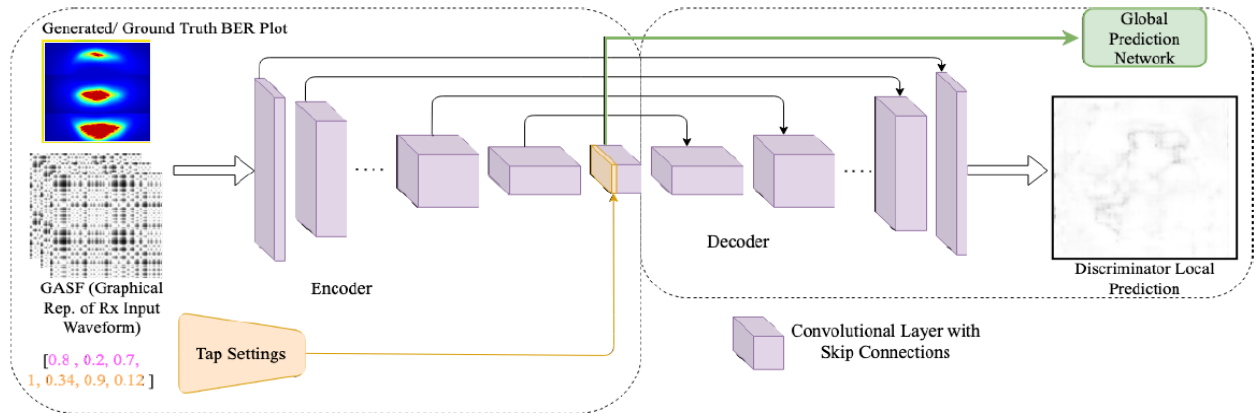 Generated/ Ground Truth BER Plot
GASF (Graphical
Rep. of Rx Input
Waveform)
[0.8 , 0.2, 0.7,
1, 0.34, 0.9, 0.12 ]
Tap Settings
Encoder
Decoder
Global
Prediction
Network
Discriminator Local
Prediction
Convolutional Layer with
Skip Connections